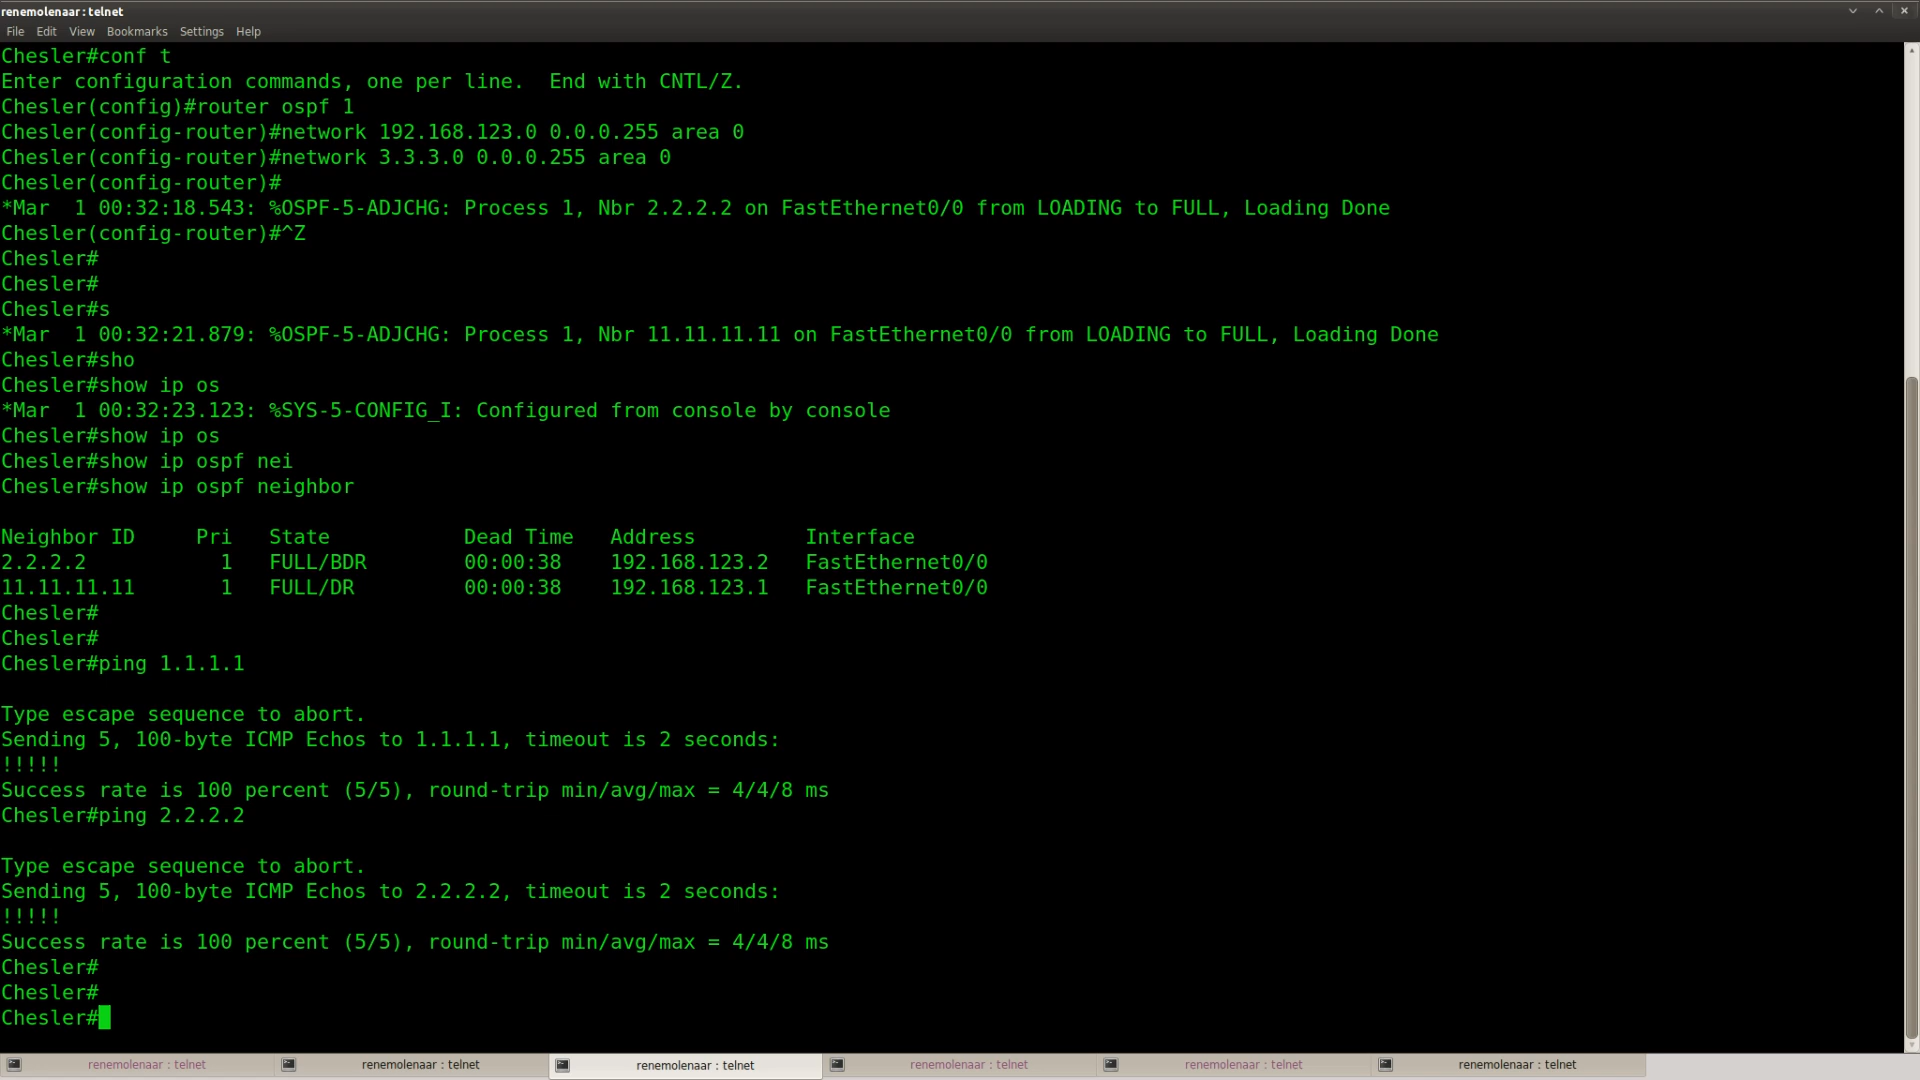 renemolenaar : telnet
File Edit View Bookmarks Settings Help
Chesler#conf t
Enter configuration commands, one per line.  End with CNTL/Z.
Chesler(config)#router ospf 1
Chesler(config-router)#network 192.168.123.0 0.0.0.255 area 0
Chesler(config-router)#network 3.3.3.0 0.0.0.255 area 0
Chesler(config-router)#
*Mar  1 00:32:18.543: %OSPF-5-ADJCHG: Process 1, Nbr 2.2.2.2 on FastEthernet0/0 from LOADING to FULL, Loading Done
Chesler(config-router)#^Z
Chesler#
Chesler#
Chesler#s
*Mar  1 00:32:21.879: %OSPF-5-ADJCHG: Process 1, Nbr 11.11.11.11 on FastEthernet0/0 from LOADING to FULL, Loading Done
Chesler#sho
Chesler#show ip os
*Mar  1 00:32:23.123: %SYS-5-CONFIG_I: Configured from console by console
Chesler#show ip os
Chesler#show ip ospf nei
Chesler#show ip ospf neighbor
Neighbor ID     Pri   State           Dead Time   Address         Interface
2.2.2.2           1   FULL/BDR        00:00:38    192.168.123.2   FastEthernet0/0
11.11.11.11       1   FULL/DR         00:00:38    192.168.123.1   FastEthernet0/0
Chesler#
Chesler#
Chesler#ping 1.1.1.1
Type escape sequence to abort.
Sending 5, 100-byte ICMP Echos to 1.1.1.1, timeout is 2 seconds:
!!!!!
Success rate is 100 percent (5/5), round-trip min/avg/max = 4/4/8 ms
Chesler#ping 2.2.2.2
Type escape sequence to abort.
Sending 5, 100-byte ICMP Echos to 2.2.2.2, timeout is 2 seconds:
!!!!!
Success rate is 100 percent (5/5), round-trip min/avg/max = 4/4/8 ms
Chesler#
Chesler#
Chesler#
renemolenaar : telnet renemolenaar : telnet renemolenaar : telnet renemolenaar : telnet renemolenaar : telnet renemolenaar : telnet